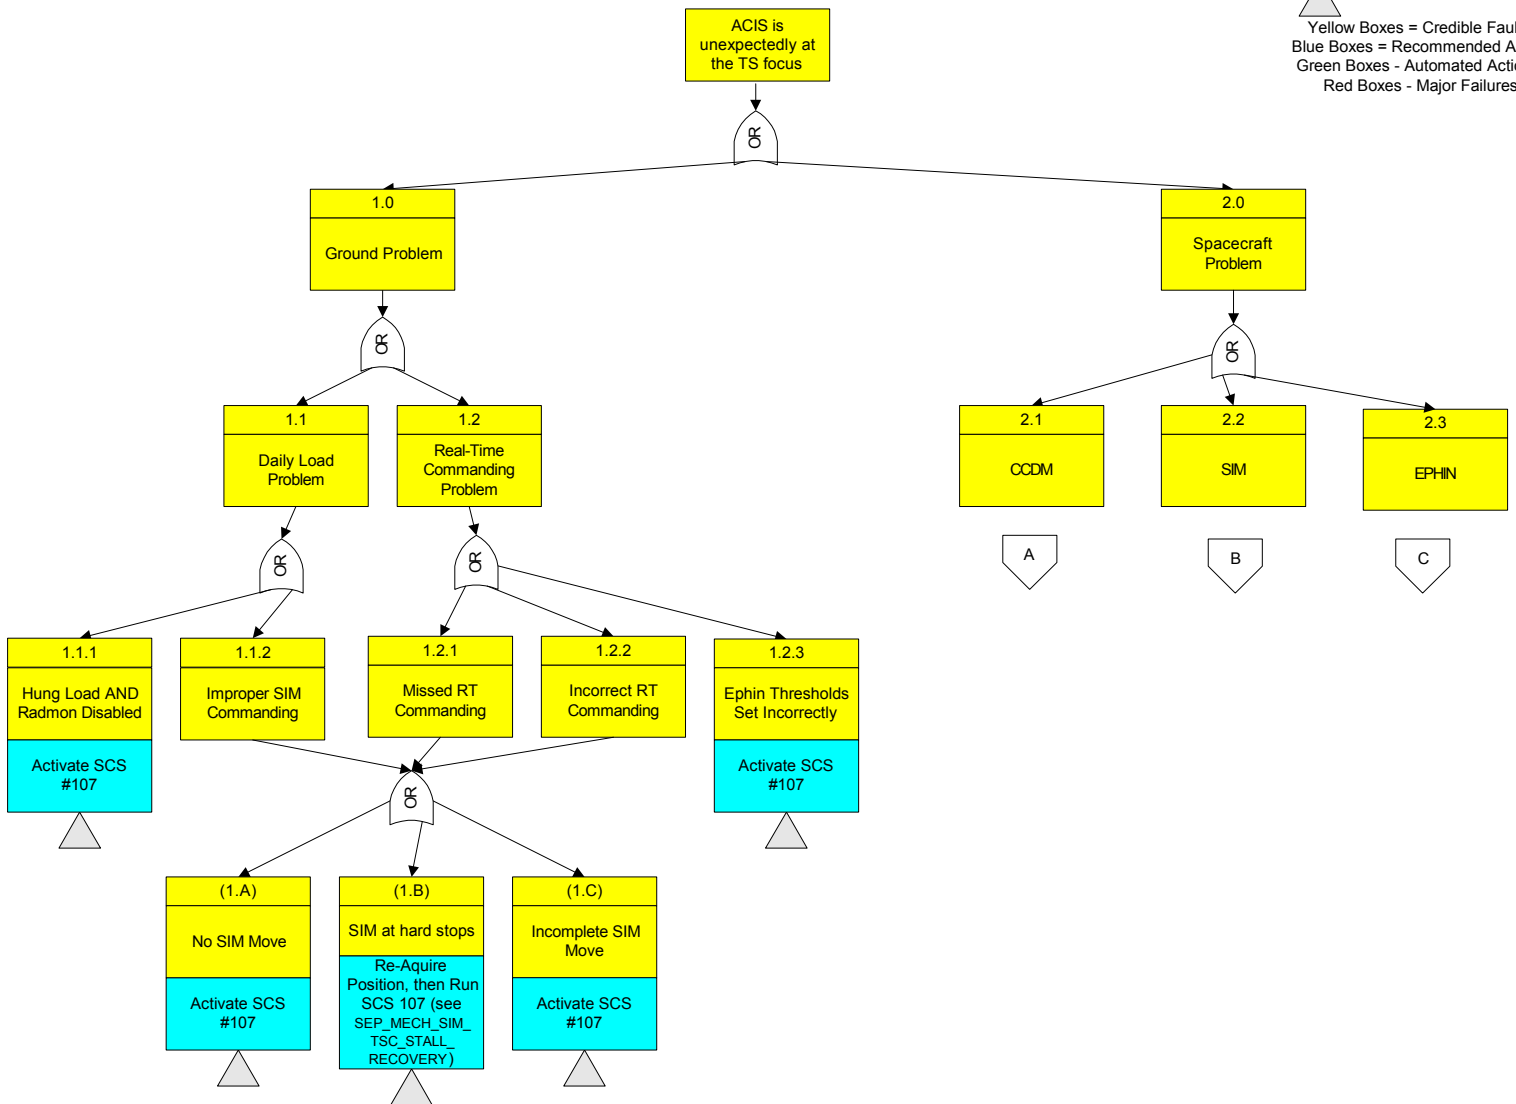 ACIS is
unexpectedly at
the TS focus
Yellow Boxes = Credible Faul
Blue Boxes = Recommended A
Green Boxes - Automated Acti
Red Boxes - Major Failures
OR
1.0
Ground Problem
2.0
Spacecraft
Problem
OR
OR
1.1
Daily Load
Problem
1.2
Real-Time
Commanding
Problem
2.1
CCDM
2.2
SIM
2.3
EPHIN
OR
OR
A
B
C
1.1.1
Hung Load AND
Radmon Disabled
Activate SCS
#107
1.1.2
Improper SIM
Commanding
1.2.1
Missed RT
Commanding
1.2.2
Incorrect RT
Commanding
1.2.3
Ephin Thresholds
Set Incorrectly
Activate SCS
#107
OR
(1.A)
No SIM Move
Activate SCS
#107
(1.B)
SIM at hard stops
Re-Aquire
Position, then Run
SCS 107 (see
SEP_MECH_SIM_
TSC_STALL_
RECOVERY)
(1.C)
Incomplete SIM
Move
Activate SCS
#107